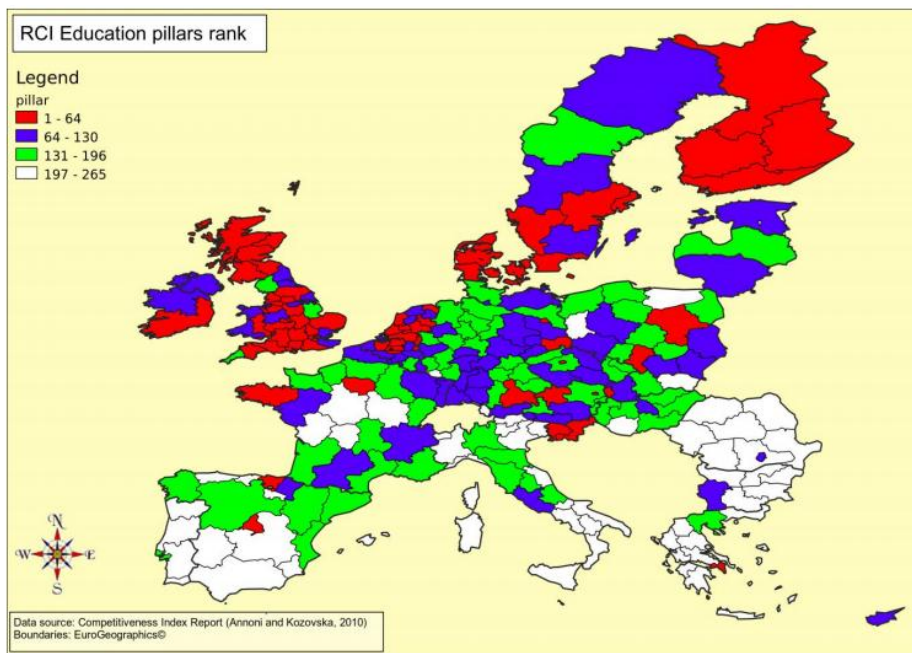 RCI Education pillars rank
Legend
pillar
1 - 64
64 - 130
131 - 196
197 - 265
N
W E
S
Data source: Competitiveness Index Report (Annoni and Kozovska, 2010)
Boundaries: EuroGeographics©